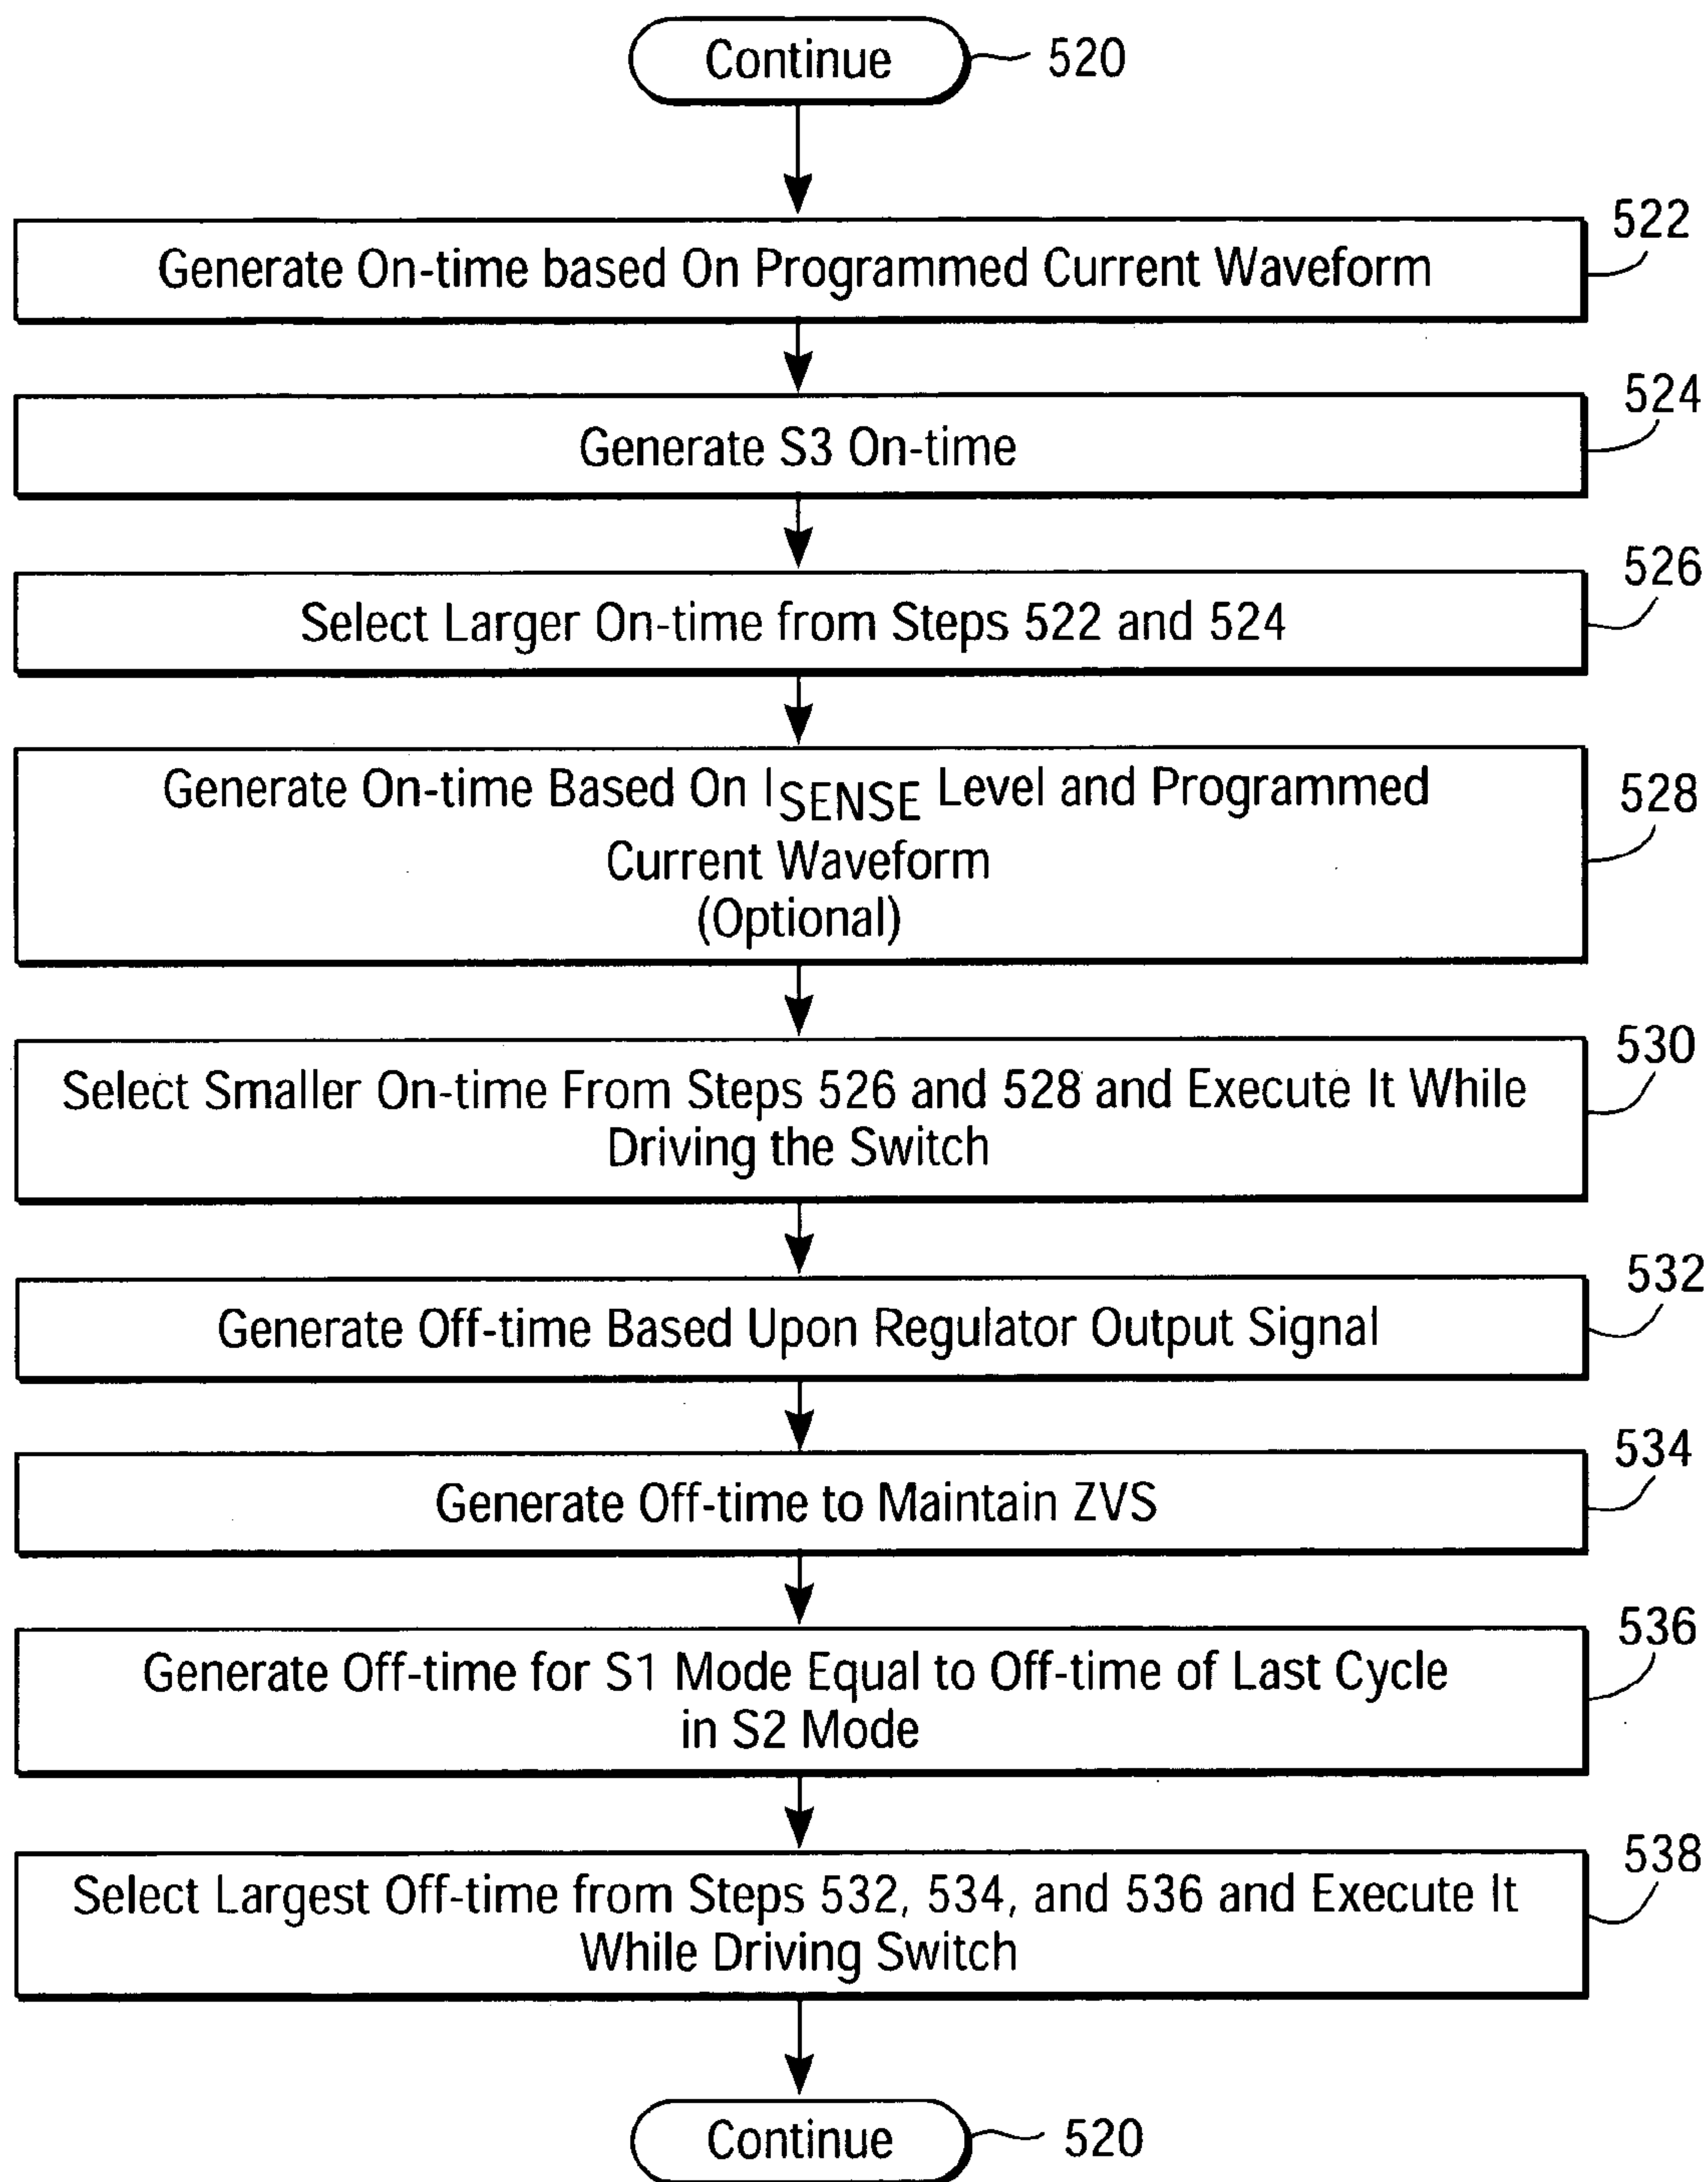 Continue 520
522
Generate On-time based On Programmed Current Waveform
524
Generate S3 On-time
526
Select Larger On-time from Steps 522 and 524
Generate On-time Based On ISENSE Level and Programmed
528
Current Waveform
(Optional)
530
Select Smaller On-time From Steps 526 and 528 and Execute It While
Driving the Switch
532
Generate Off-time Based Upon Regulator Output Signal
534
Generate Off-time to Maintain ZVS
536
Generate Off-time for S1 Mode Equal to Off-time of Last Cycle
in S2 Mode
538
Select Largest Off-time from Steps 532, 534, and 536 and Execute It
While Driving Switch
Continue 520